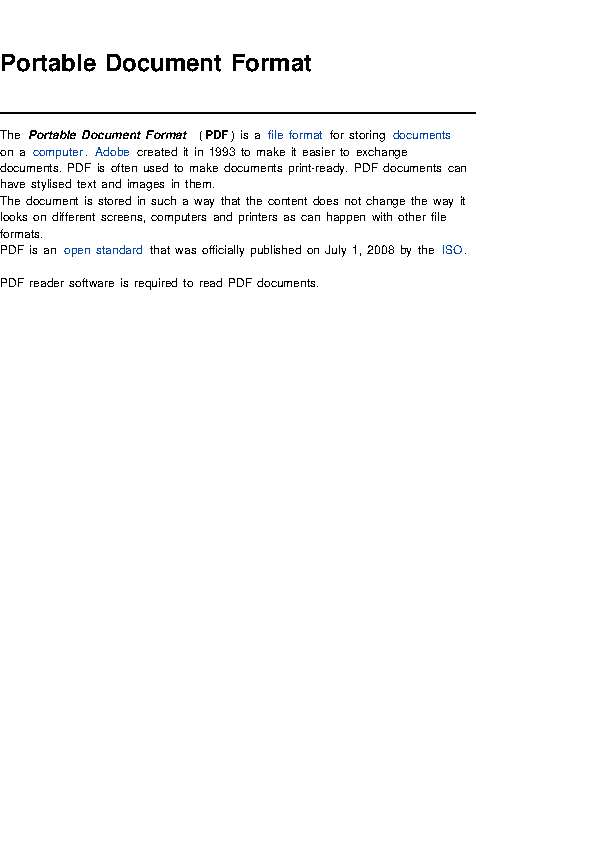 Portable Document Format
The Portable Document Format (PDF) is a file format for storing documents
on a computer. Adobe created it in 1993 to make it easier to exchange
documents. PDF is often used to make documents print-ready. PDF documents can
have stylised text and images in them.
The document is stored in such a way that the content does not change the way it
looks on different screens, computers and printers as can happen with other file
formats.
PDF is an open standard that was officially published on July 1, 2008 by the ISO.
PDF reader software is required to read PDF documents.